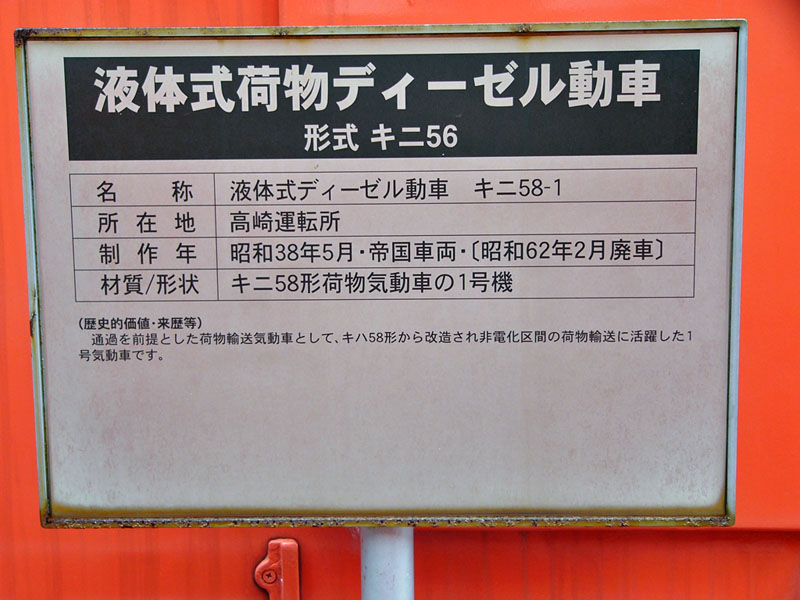 液体式荷物ディーゼル動車
形式 キニ56
名 称 液体式ディーゼル動車 キニ58-1
所在地 高崎運転所
制作年 昭和38年5月・帝国車両・〔昭和62年2月廃車〕
材質/形状 キニ58形荷物気動車の1号機
(歴史的価値・来歴等)
通過を前提とした荷物輸送気動車として、キハ58形から改造され非電化区間の荷物輸送に活躍した1
号気動車です。